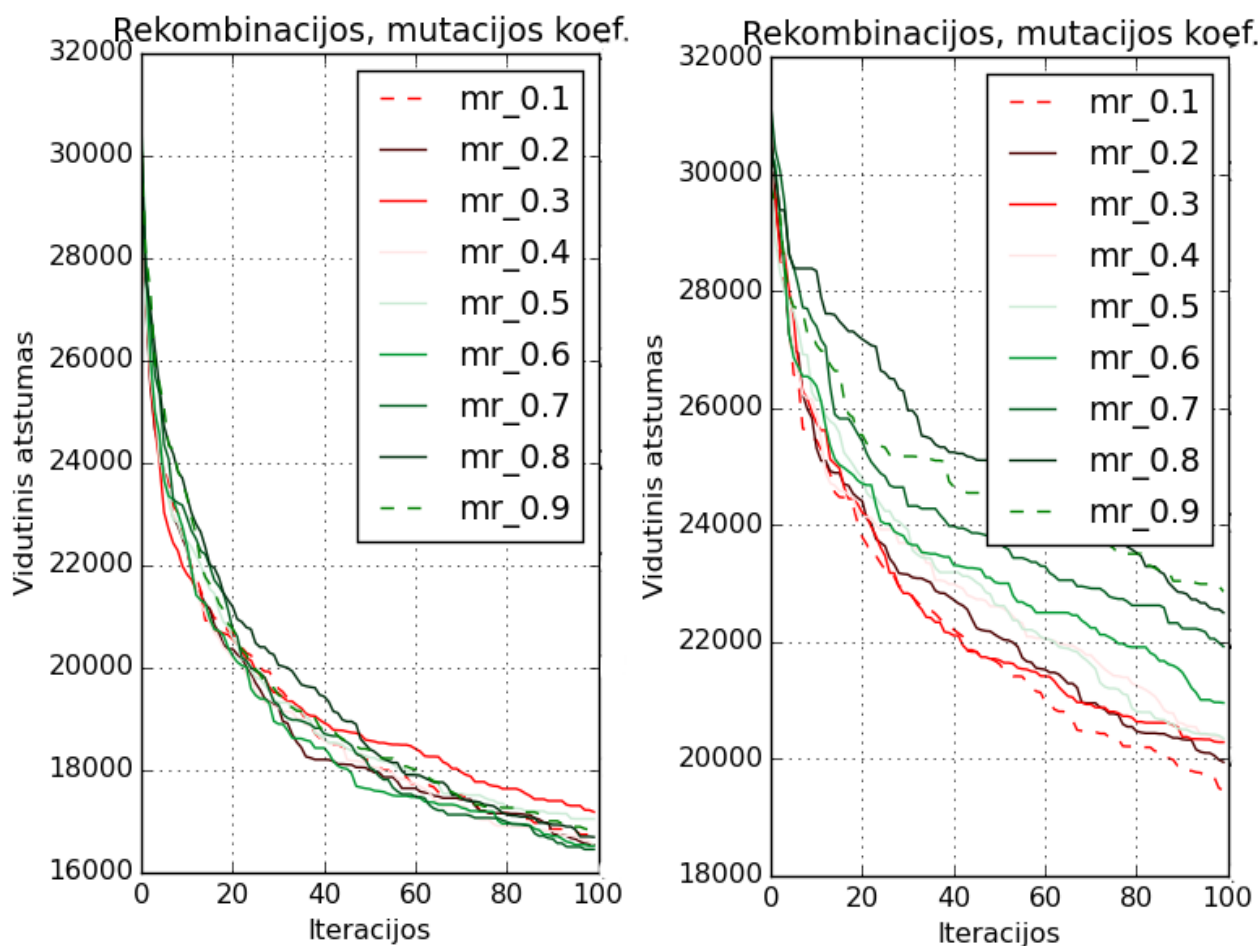 Rekombinacijos, mutacijos koef.
32000
30000
28000
26000
24000
22000
20000
18000
16000
0
20
40
60
80
100
Vidutinis atstumas
Iteracijos
mr_0.1
mr_0.2
mr_0.3
mr_0.4
mr_0.5
mr_0.6
mr_0.7
mr_0.8
mr_0.9
Rekombinacijos, mutacijos koef.
32000
30000
28000
26000
24000
22000
20000
18000
0
20
40
60
80
100
Vidutinis atstumas
Iteracijos
mr_0.1
mr_0.2
mr_0.3
mr_0.4
mr_0.5
mr_0.6
mr_0.7
mr_0.8
mr_0.9